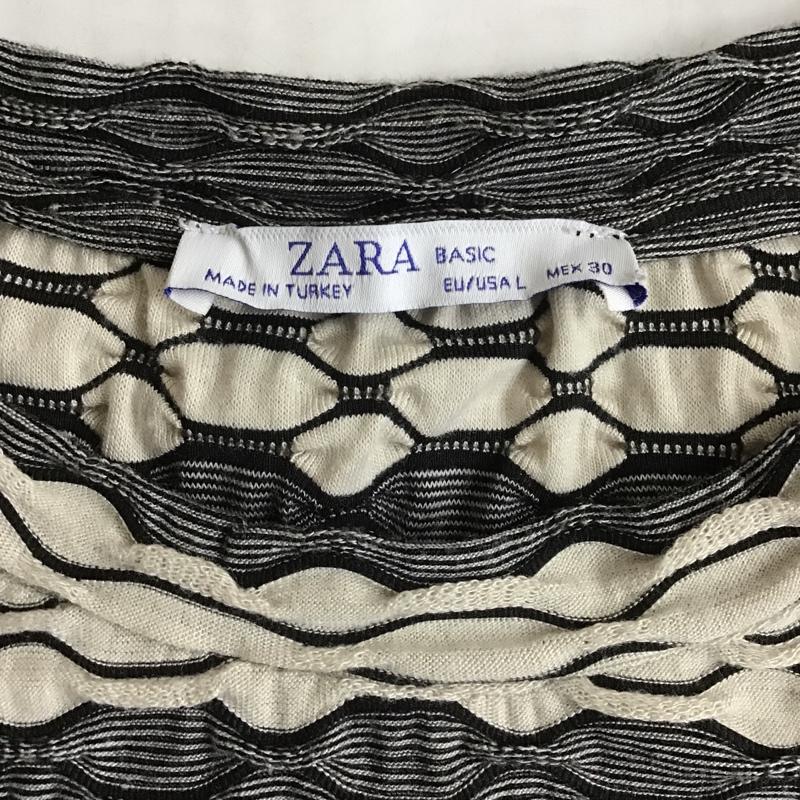 ZARA BASIC
MADE IN TURKEY EU/USA L MEX 30